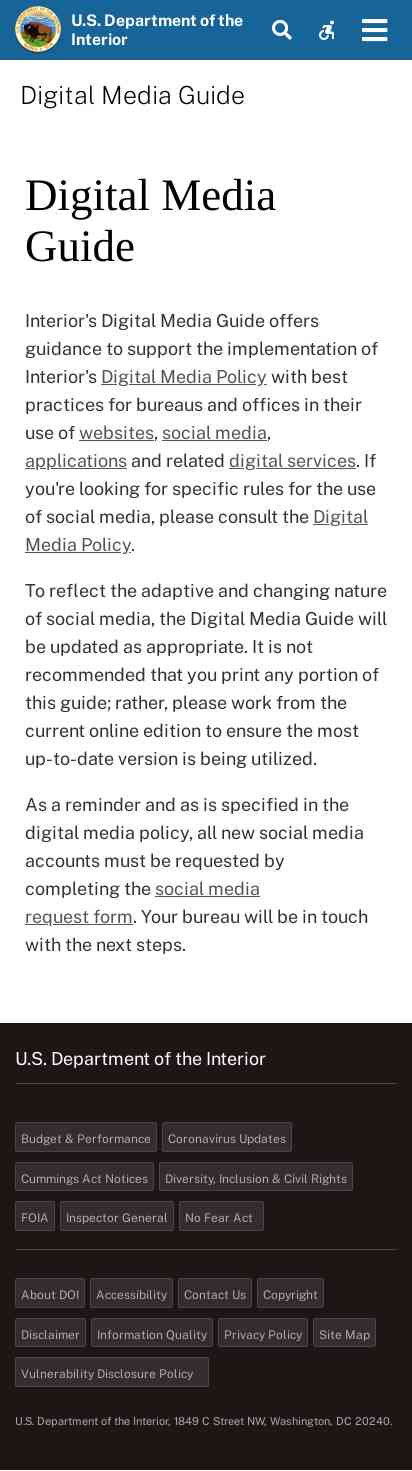 U.S. Department of the
Interior
Digital Media Guide
Digital Media
Guide
Interior's Digital Media Guide offers
guidance to support the implementation of
Interior's Digital Media Policy with best
practices for bureaus and offices in their
use of websites, social media,
applications and related digital services. If
you're looking for specific rules for the use
of social media, please consult the Digital
Media Policy.
To reflect the adaptive and changing nature
of social media, the Digital Media Guide will
be updated as appropriate. It is not
recommended that you print any portion of
this guide; rather, please work from the
current online edition to ensure the most
up-to-date version is being utilized.
As a reminder and as is specified in the
digital media policy, all new social media
accounts must be requested by
completing the social media
request form. Your bureau will be in touch
with the next steps.
U.S. Department of the Interior
Budget & Performance Coronavirus Updates
Cummings Act Notices Diversity, Inclusion & Civil Rights
FOIA Inspector General No Fear Act
About DOI Accessibility Contact Us Copyright
Disclaimer Information Quality Privacy Policy Site Map
Vulnerability Disclosure Policy
U.S. Department of the Interior, 1849 C Street NW, Washington, DC 20240.